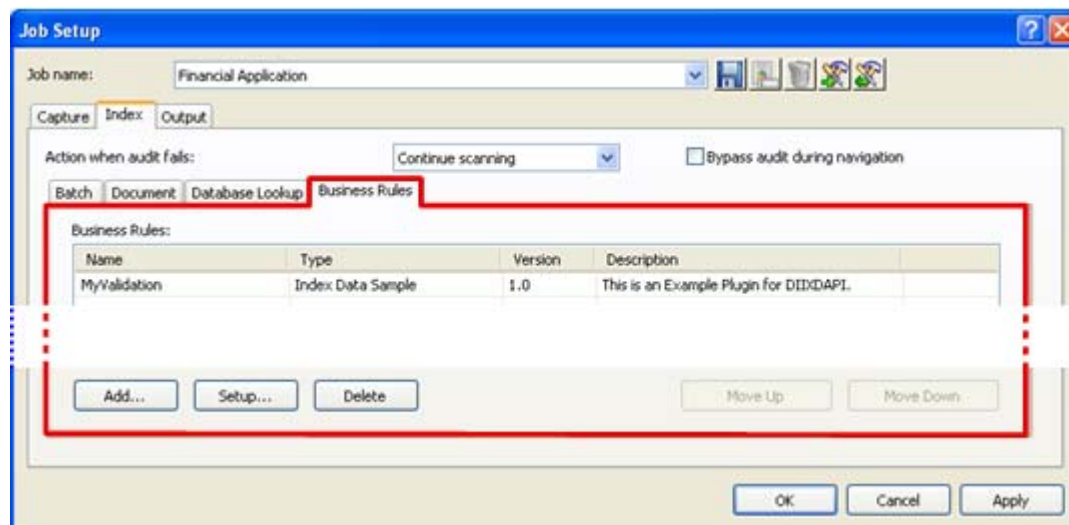 Job Setup
Job name: Financial Application
Capture Index Output
Action when audit fails: Continue scanning Bypass audit during navigation
Batch Document Database Lookup Business Rules
Business Rules:
Name Type Version Description
MyValidation Index Data Sample 1.0 This is an Example Plugin for DIIXDAPI.
Add... Setup... Delete Move Up Move Down
OK Cancel Apply